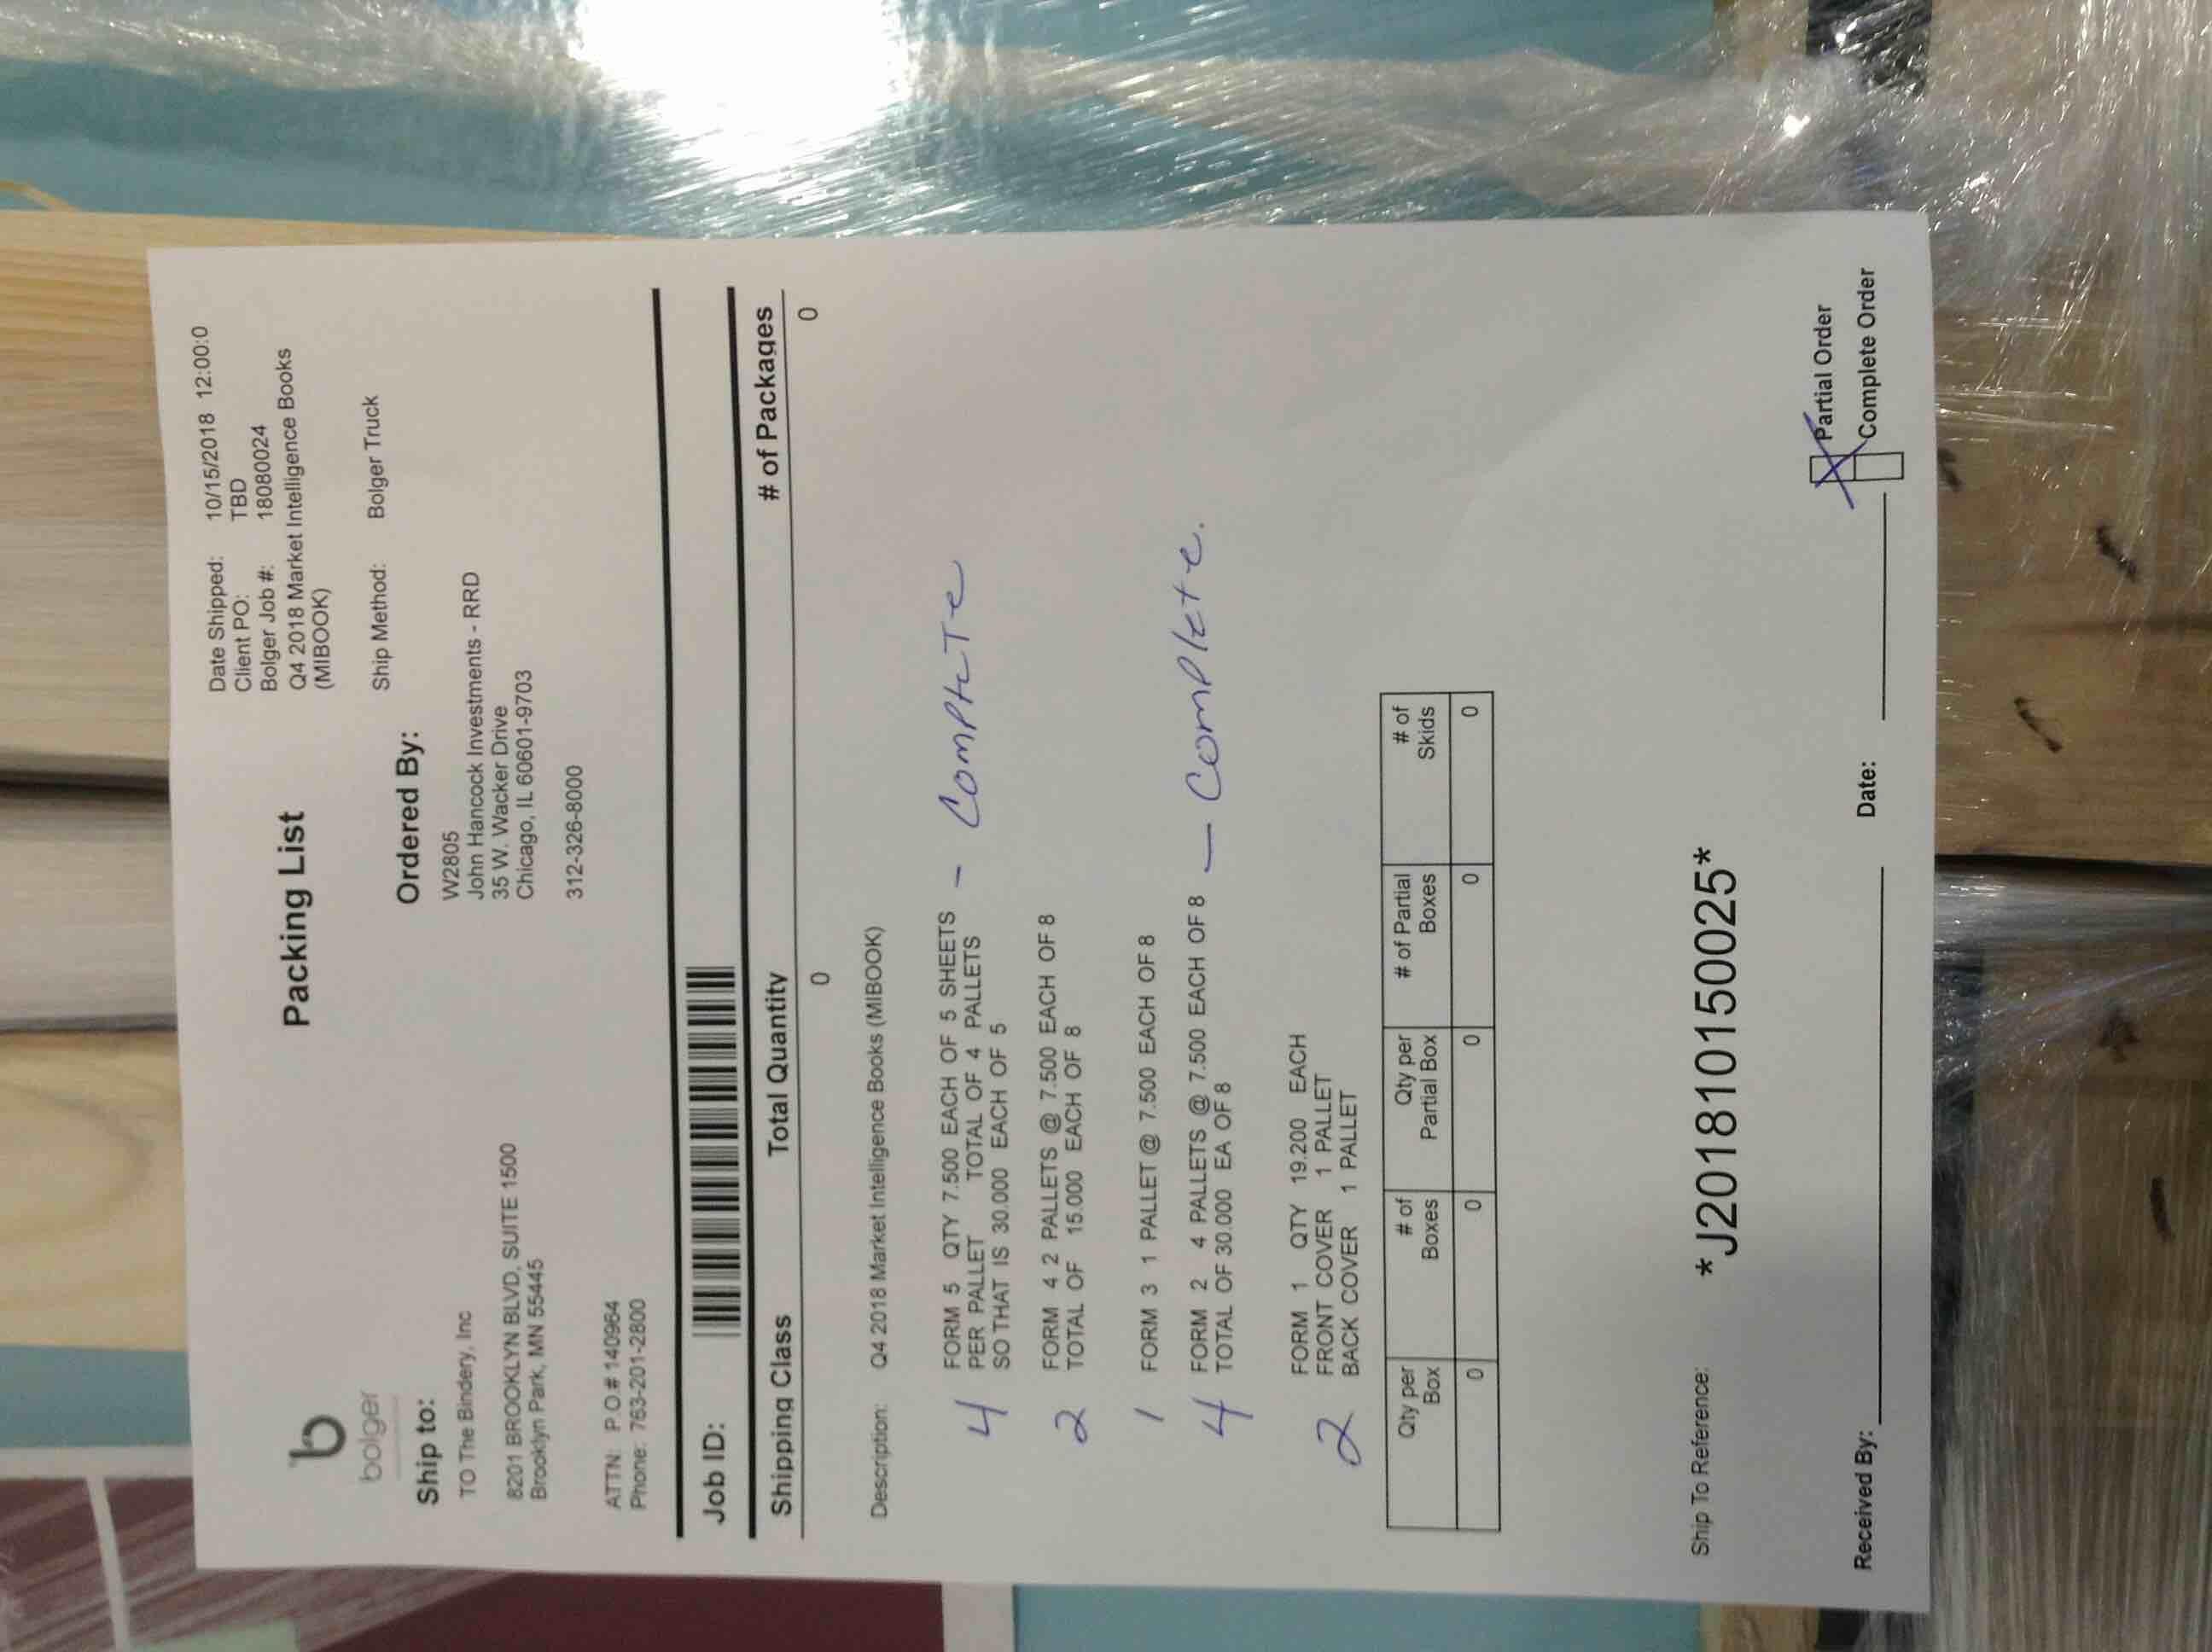 b
bolger
Packing List
Date Shipped: 10/15/2018 12:00:0
Client PO: TBD
Bolger Job #: 18080024
Q4 2018 Market Intelligence Books
(MIBOOK)
Ship Method: Bolger Truck
Ship to:
TO The Bindery, Inc
8201 BROOKLYN BLVD, SUITE 1500
Brooklyn Park, MN 55445
ATTN: P.O.# 140964
Phone: 763-201-2800
Ordered By:
W2805
John Hancock Investments - RRD
35 W. Wacker Drive
Chicago, IL 60601-9703
312-326-8000
Job ID:
Shipping Class Total Quantity # of Packages
0 0
Description: Q4 2018 Market Intelligence Books (MIBOOK)
4 FORM 5 QTY 7.500 EACH OF 5 SHEETS - Complete
PER PALLET TOTAL OF 4 PALLETS
SO THAT IS 30.000 EACH OF 5
2 FORM 4 2 PALLETS @ 7.500 EACH OF 8
TOTAL OF 15.000 EACH OF 8
1 FORM 3 1 PALLET @ 7.500 EACH OF 8
4 FORM 2 4 PALLETS @ 7.500 EACH OF 8 — Complete.
TOTAL OF 30.000 EA OF 8
FORM 1 QTY 19.200 EACH
2 FRONT COVER 1 PALLET
BACK COVER 1 PALLET
Qty per Box # of Boxes Qty per Partial Box # of Partial Boxes # of Skids
0 0 0 0 0
Ship To Reference: *J201810150025*
X Partial Order
Complete Order
Received By: Date: